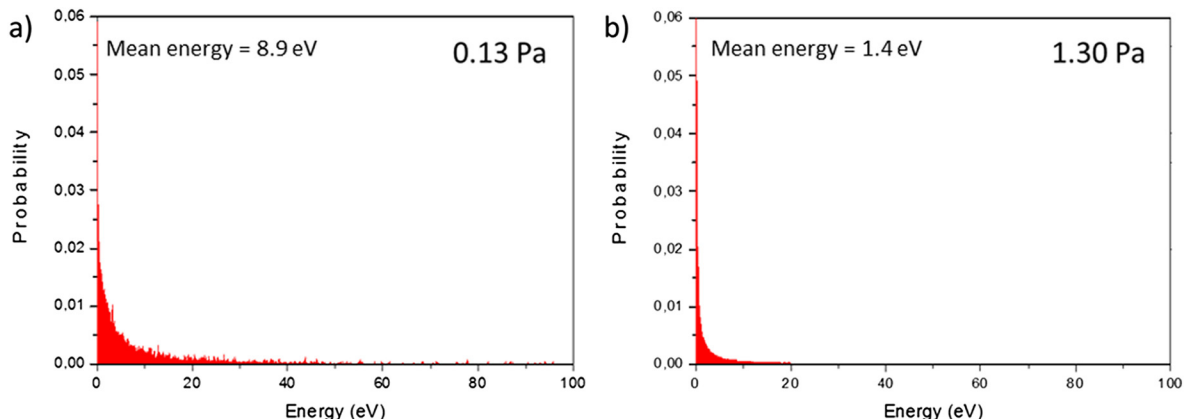 a)
Mean energy = 8.9 eV
0.13 Pa
0.06
0.05
0.04
0.03
0.02
0.01
0.00
Probability
0 20 40 60 80 100
Energy (eV)
b)
Mean energy = 1.4 eV
1.30 Pa
0,06
0,05
0,04
0,03
0,02
0,01
0,00
Probability
0 20 40 60 80 100
Energy (eV)